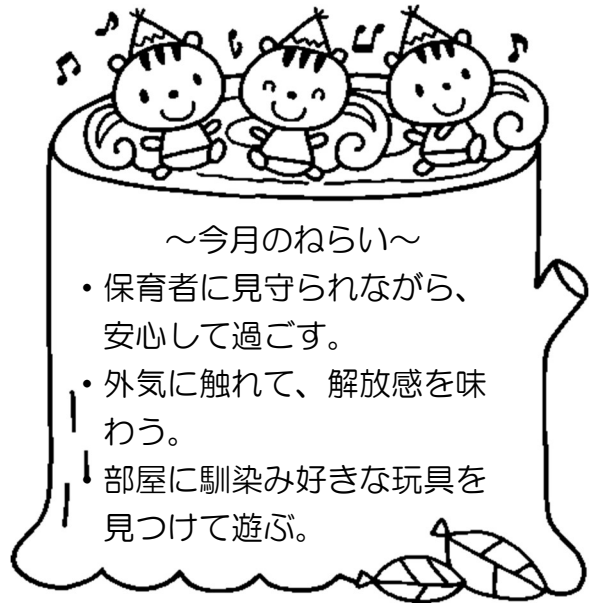 ～今月のねらい～
・保育者に見守られながら、
安心して過ごす。
・外気に触れて、解放感を味
わう。
・部屋に馴染み好きな玩具を
見つけて遊ぶ。